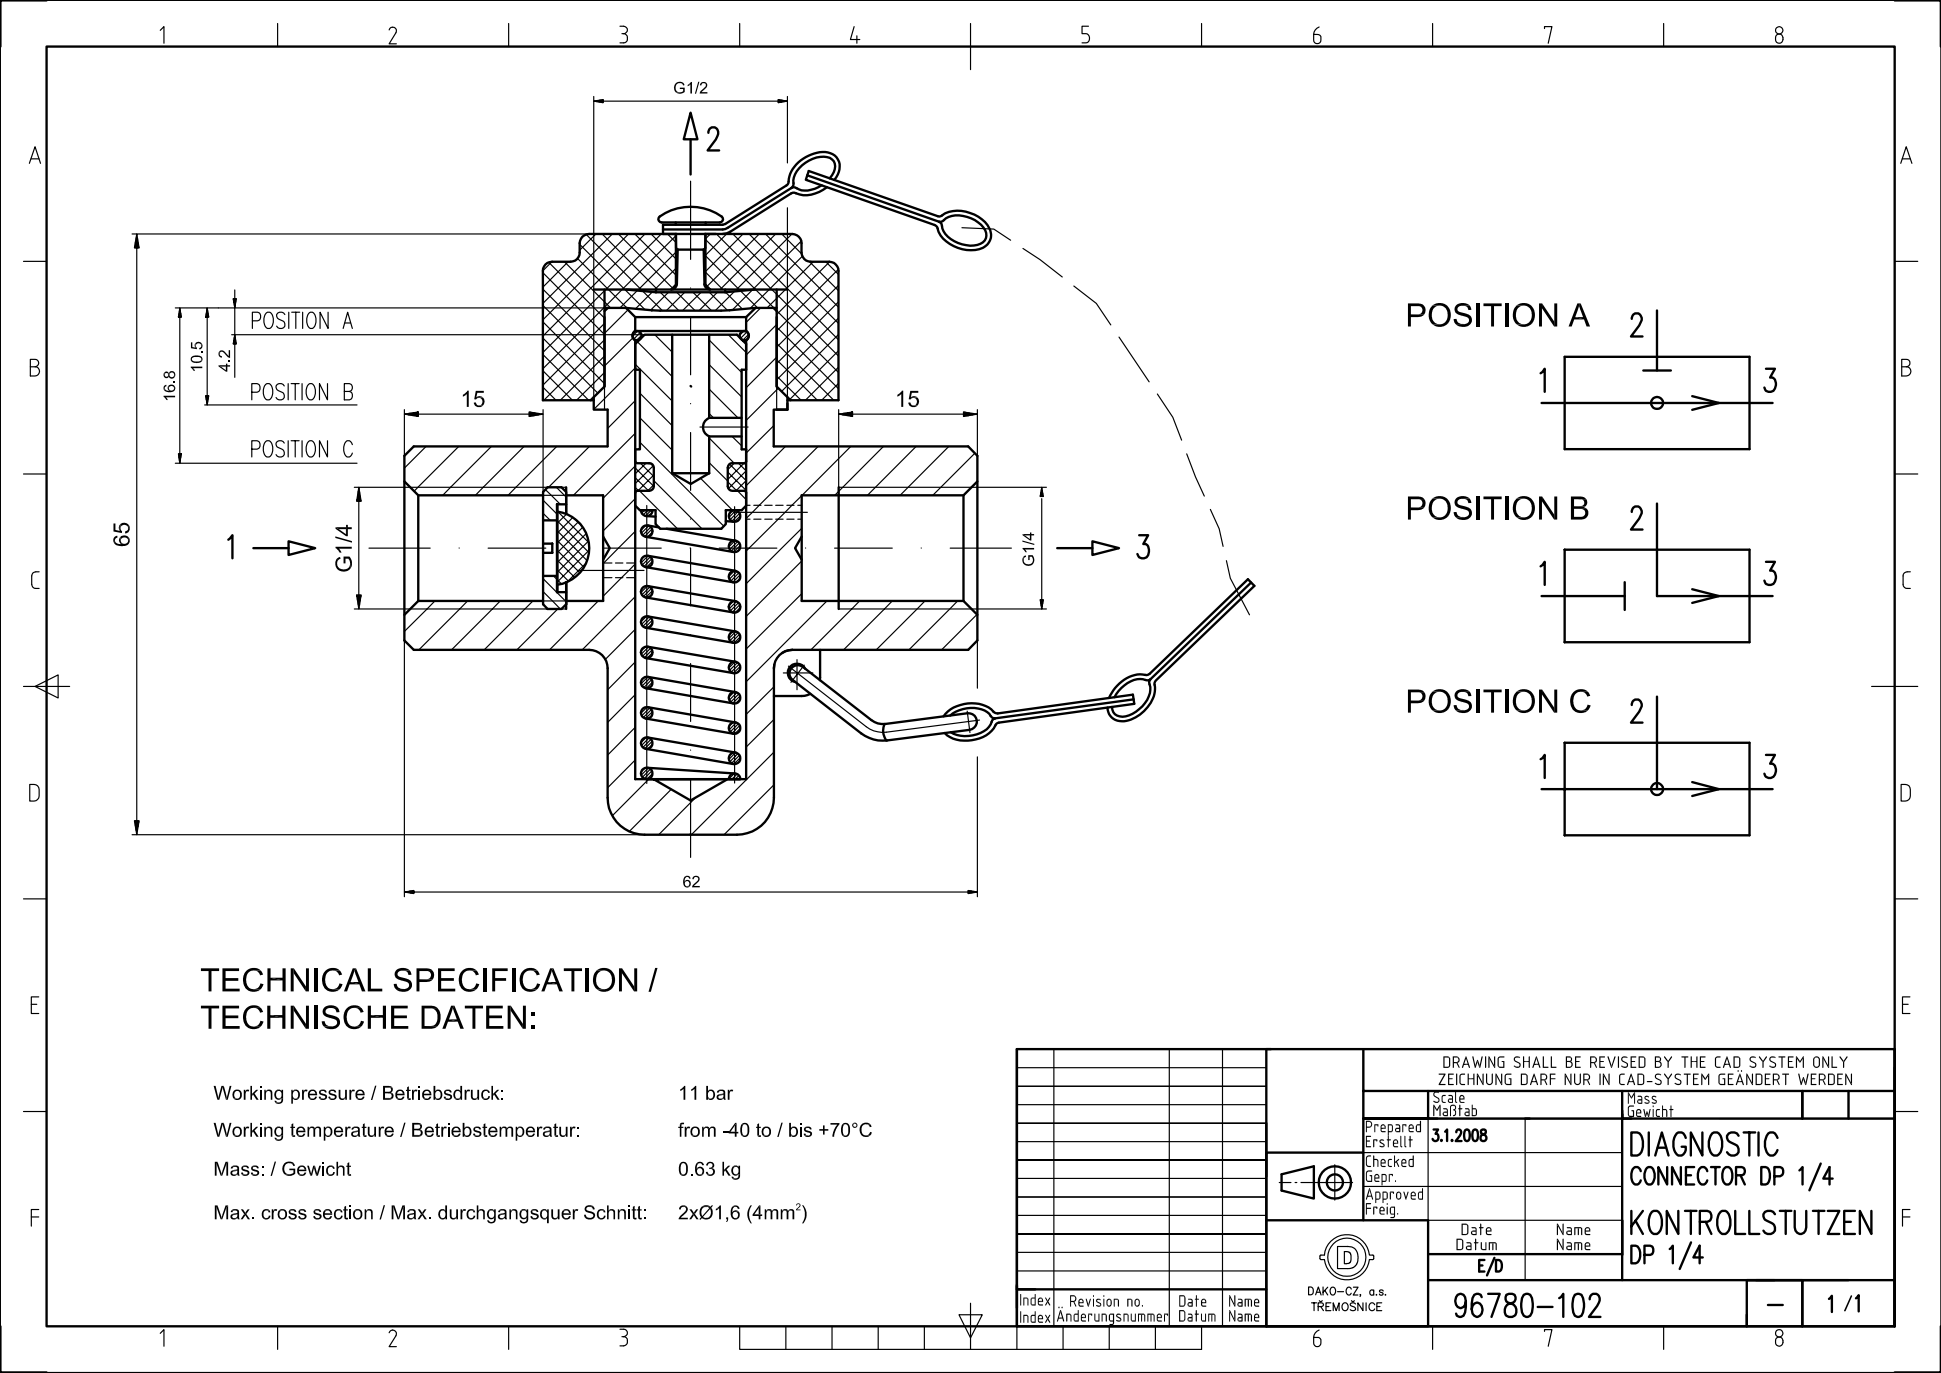 1 2 3 4 5 6 7 8
A A
B B
C C
D D
E E
F F
G1/2
2
POSITION A
POSITION B
POSITION C
16.8
10.5
4.2
15
15
65
1
G1/4
G1/4
3
62
POSITION A
2
1
3
POSITION B
2
1
3
POSITION C
2
1
3
TECHNICAL SPECIFICATION /
TECHNISCHE DATEN:
Working pressure / Betriebsdruck: 11 bar
Working temperature / Betriebstemperatur: from -40 to / bis +70°C
Mass: / Gewicht 0.63 kg
Max. cross section / Max. durchgangsquer Schnitt: 2xØ1,6 (4mm²)
DRAWING SHALL BE REVISED BY THE CAD SYSTEM ONLY
ZEICHNUNG DARF NUR IN CAD-SYSTEM GEÄNDERT WERDEN
Scale
Maßtab
Mass
Gewicht
Prepared
Erstellt
3.1.2008
Checked
Gepr.
Approved
Freig.
Date
Datum
Name
Name
E/D
DIAGNOSTIC
CONNECTOR DP 1/4
KONTROLLSTUTZEN
DP 1/4
D
DAKO-CZ, a.s.
TŘEMOŠNICE
96780-102
–
1 /1
Index
Index
Revision no.
Änderungsnummer
Date
Datum
Name
Name
1 2 3 6 7 8